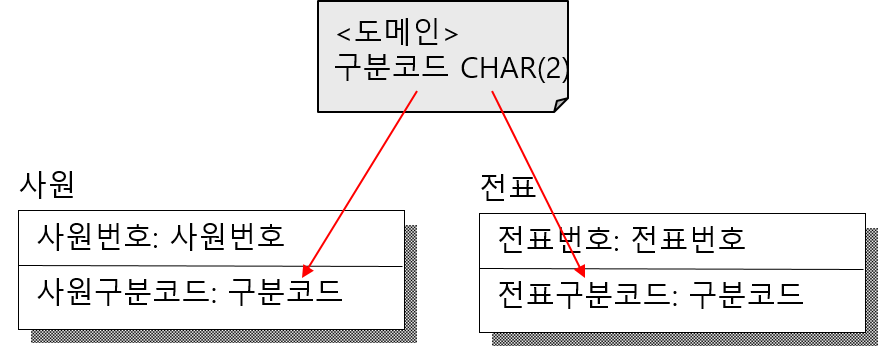 <도메인>
구분코드 CHAR(2)
사원
사원번호: 사원번호
사원구분코드: 구분코드
전표
전표번호: 전표번호
전표구분코드: 구분코드